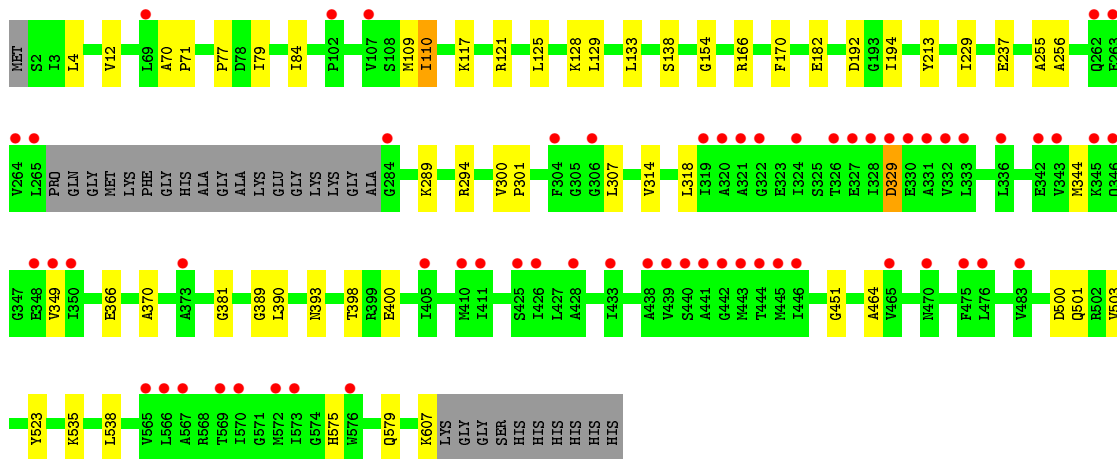 MET S2 I3 L4 V12 L69 A70 P71 P77 D78 I79 I84 P102 V107 S108 M109 I110 K117 R121 L125 K128 L129 L133 S138 G154 R166 F170 E182 D192 G193 I194 Y213 I229 E237 A255 A256 Q262 E263
V264 L265 PRO GLN GLY MET LYS PHE GLY HIS ALA GLY ALA LYS GLU GLY LYS LYS GLY ALA G284 K289 R294 V300 P301 F304 G305 G306 L307 V314 L318 I319 A320 A321 G322 E323 I324 S325 T326 E327 I328 D329 E330 A331 V332 L333 L336 E342 V343 M344 K345 Q346
G347 E348 V349 I350 E366 A370 A373 G381 G389 L390 N393 T398 R399 E400 I405 M410 I411 S425 I426 L427 A428 I433 A438 V439 S440 A441 G442 M443 T444 M445 I446 G451 A464 V465 N470 F475 L476 V483 D500 Q501 R502 V503
Y523 K535 L538 V565 L566 A567 R568 T569 I570 G571 M572 I573 G574 H575 W576 Q579 K607 LYS GLY GLY SER HIS HIS HIS HIS HIS HIS